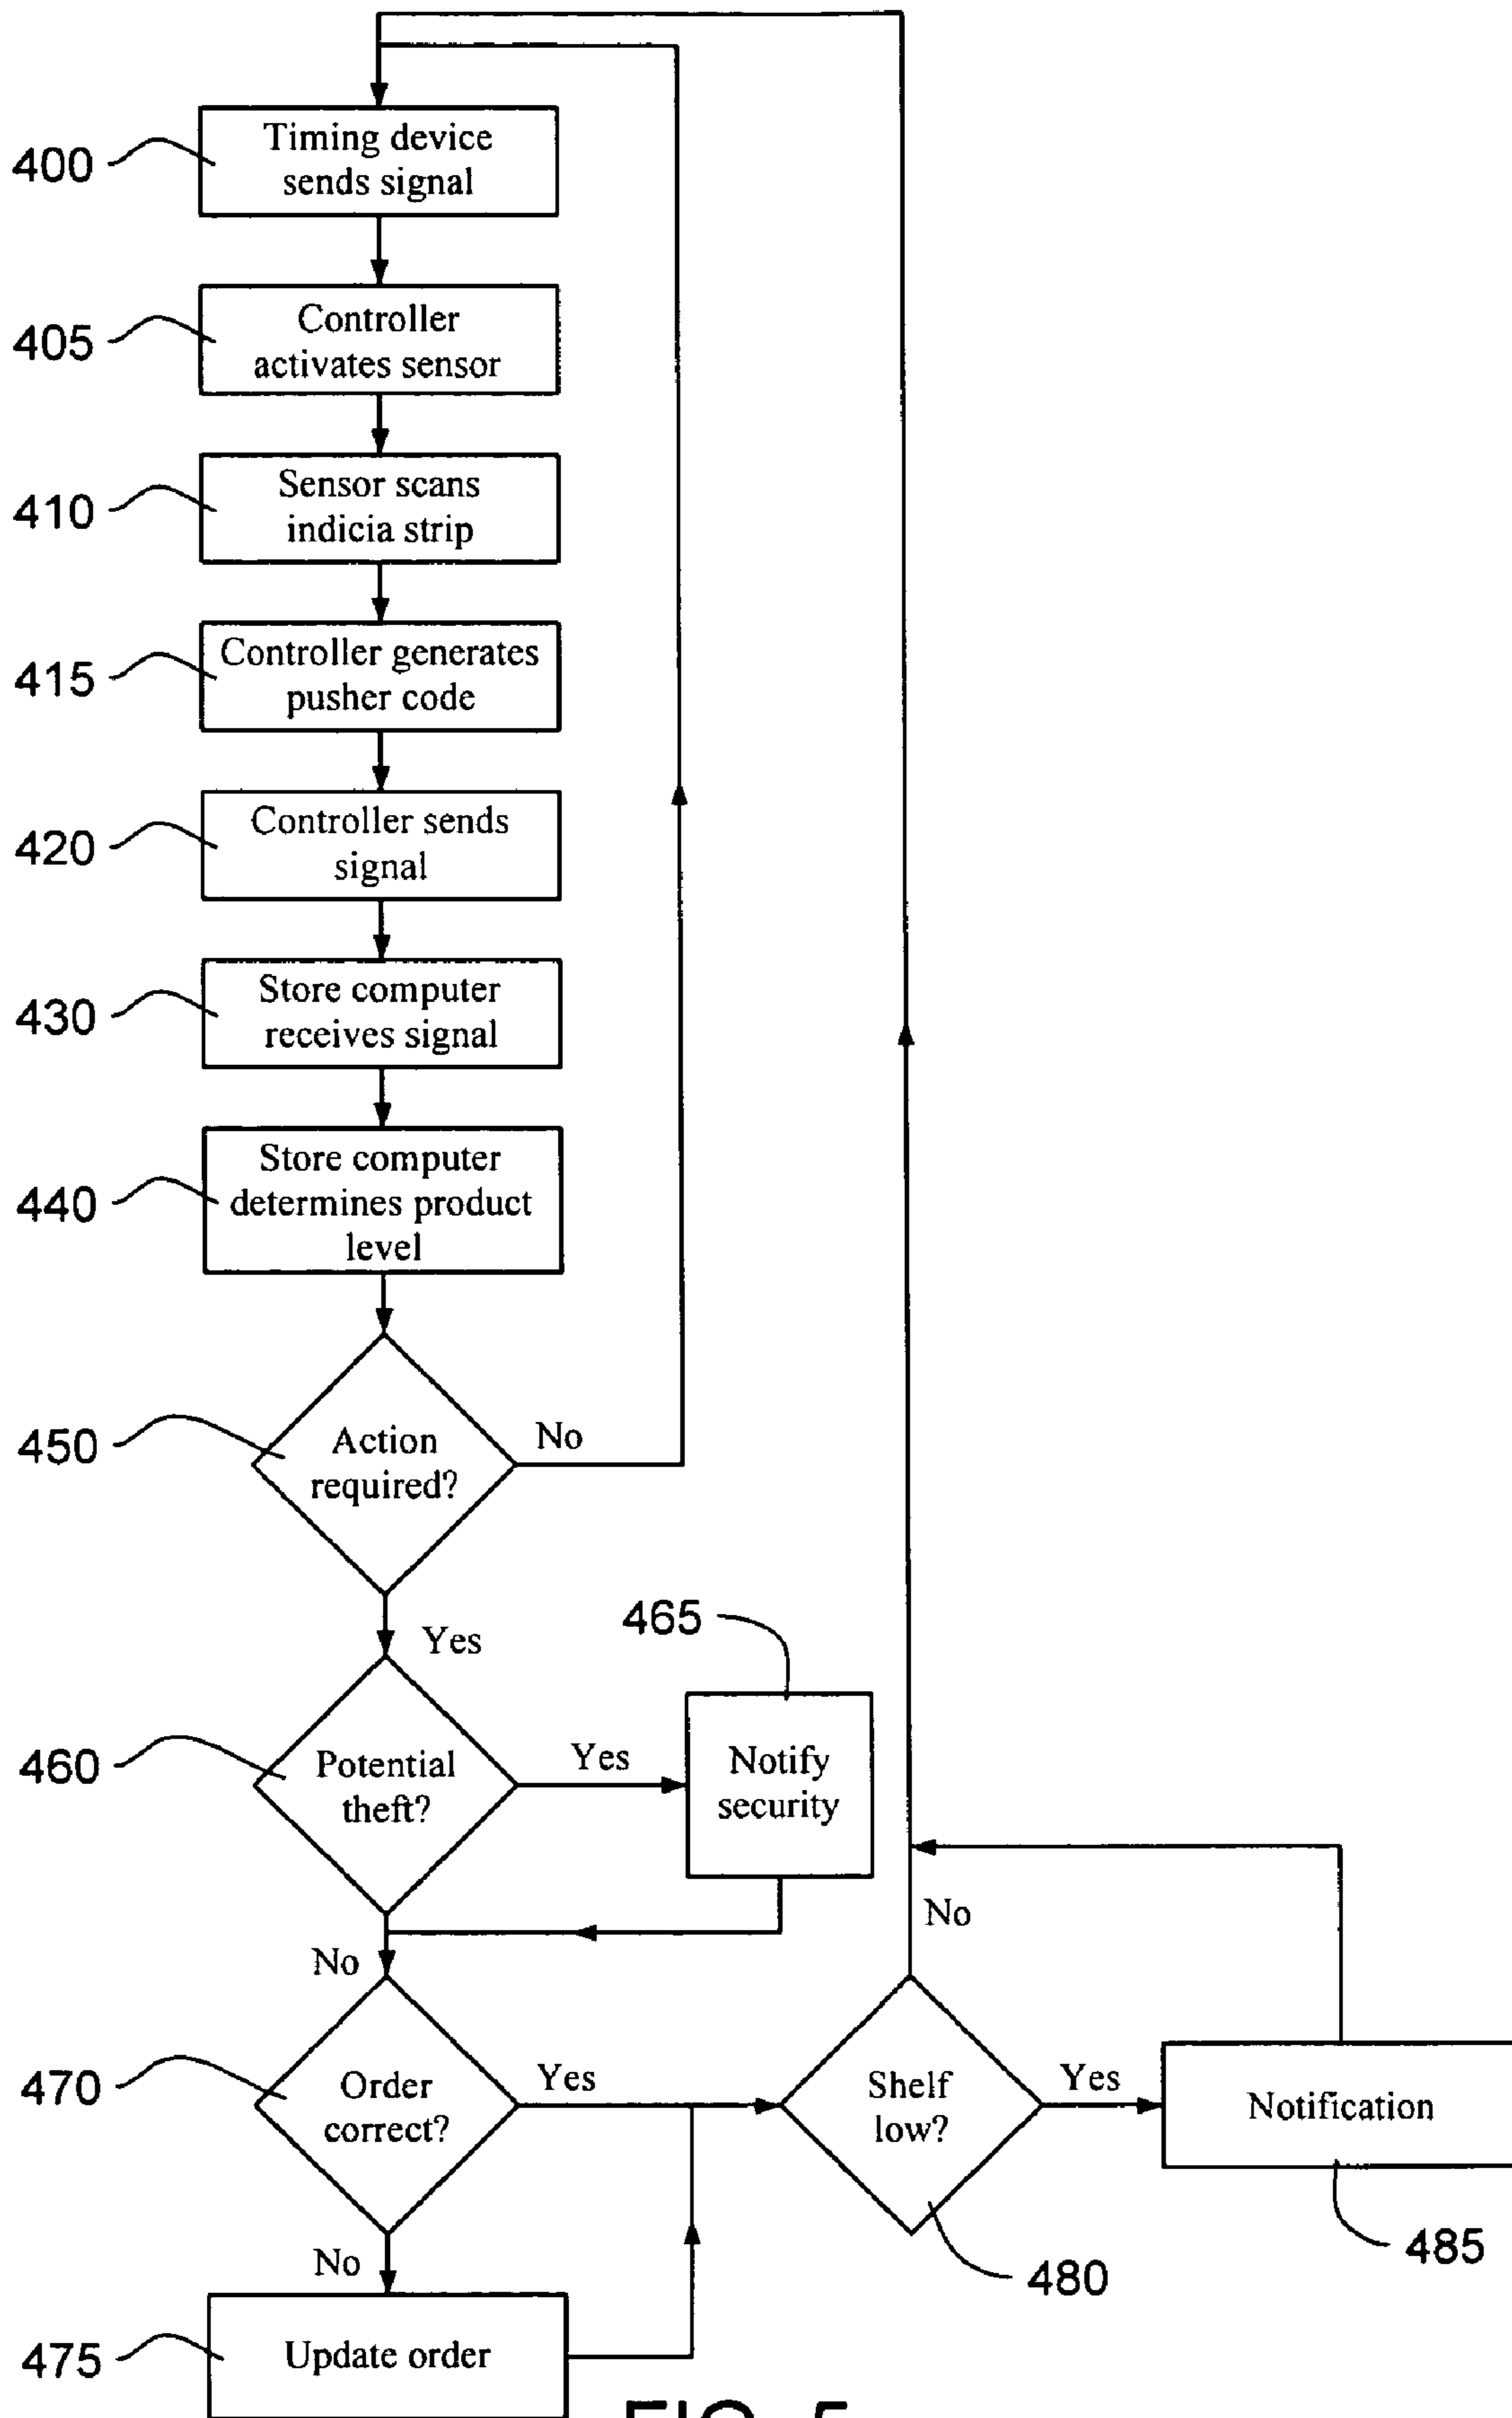 400
Timing device
sends signal
405
Controller
activates sensor
410
Sensor scans
indicia strip
415
Controller generates
pusher code
420
Controller sends
signal
430
Store computer
receives signal
440
Store computer
determines product
level
450
Action
required?
No
Yes
465
460
Potential
theft?
Yes
Notify
security
No
No
470
Order
correct?
Yes
Shelf
low?
Yes
Notification
485
480
No
475
Update order
FIG. 5